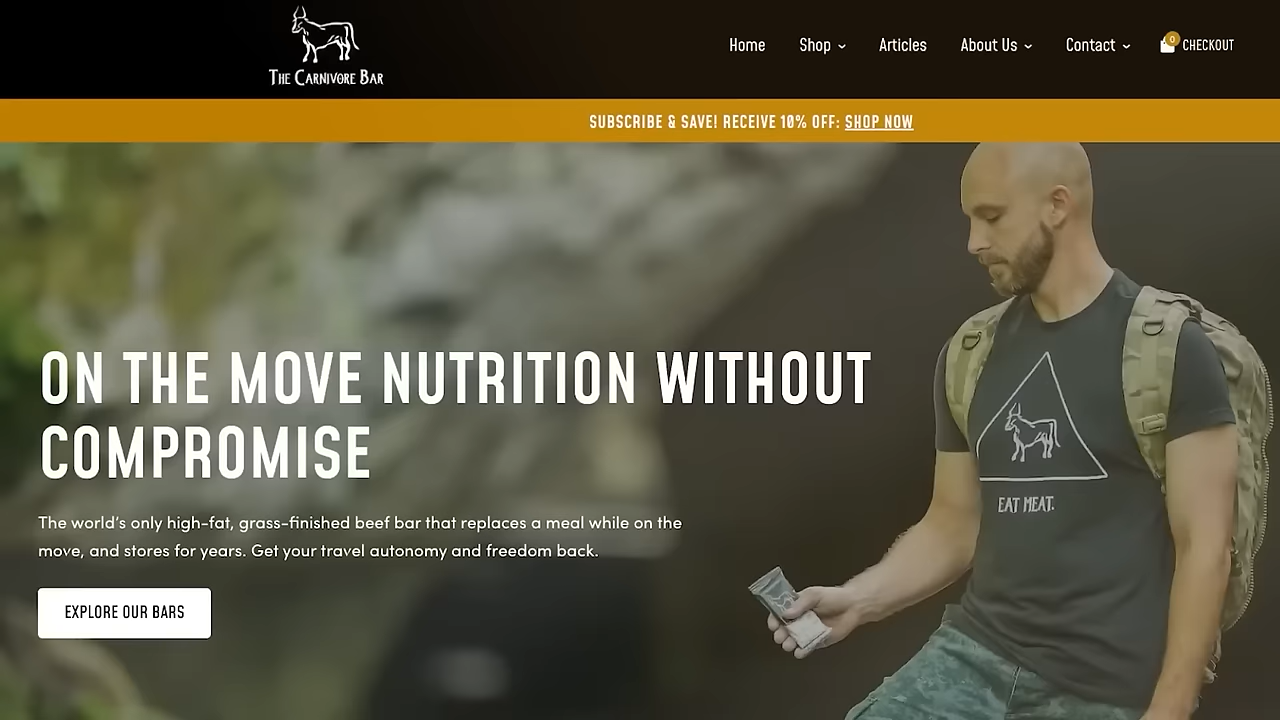 The Carnivore Bar
Home
Shop
Articles
About Us
Contact
0
CHECKOUT
SUBSCRIBE & SAVE! RECEIVE 10% OFF: SHOP NOW
ON THE MOVE NUTRITION WITHOUT
COMPROMISE
The world's only high-fat, grass-finished beef bar that replaces a meal while on the
move, and stores for years. Get your travel autonomy and freedom back.
EXPLORE OUR BARS
EAT MEAT.